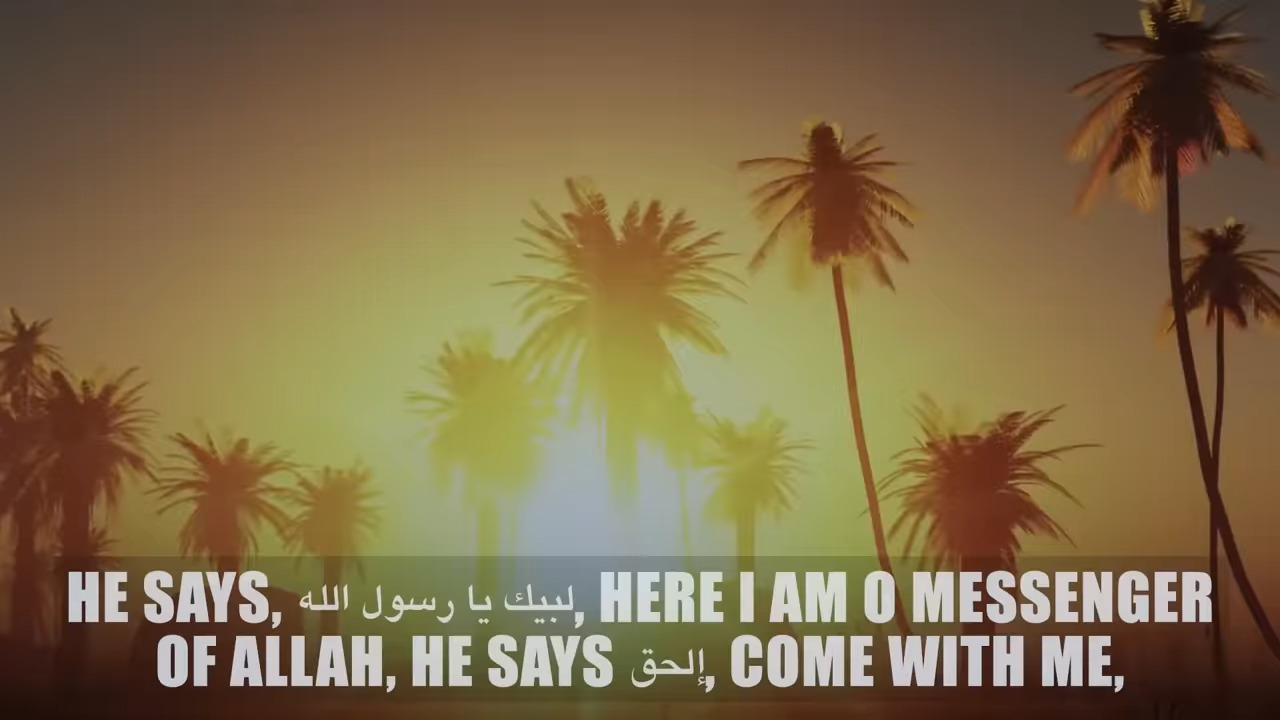 HE SAYS, لبيك يا رسول الله, HERE I AM O MESSENGER
OF ALLAH, HE SAYS إلحق, COME WITH ME,